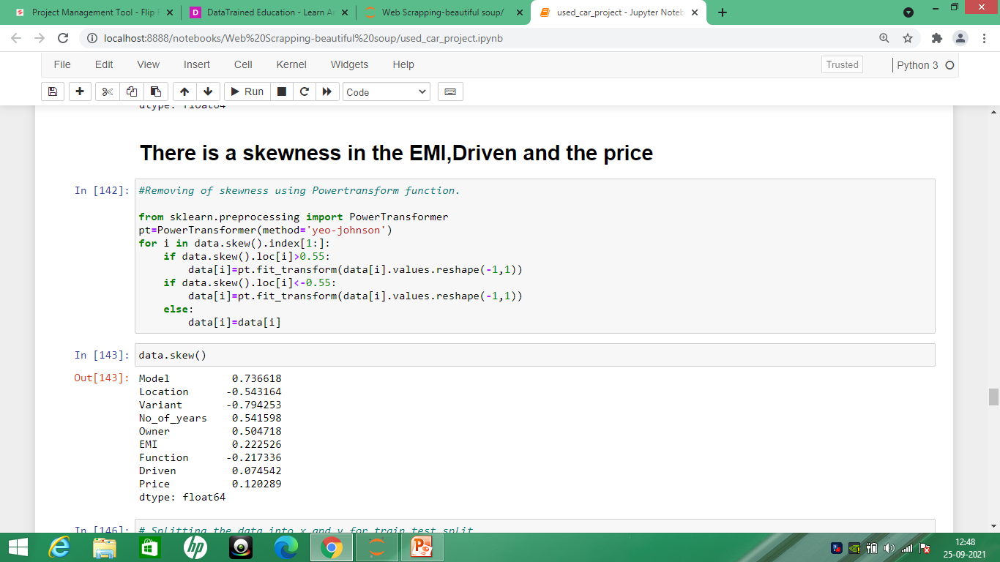 Project Management Tool - Flip
DataTrained Education - Learn
Web Scrapping-beautiful soup/
used_car_project - Jupyter Noteb
localhost:8888/notebooks/Web%20Scrapping-beautiful%20soup/used_car_project.ipynb
File Edit View Insert Cell Kernel Widgets Help
Trusted
Python 3
Run
Code
dtype: float64
There is a skewness in the EMI,Driven and the price
In [142]:
#Removing of skewness using Powertransform function.
from sklearn.preprocessing import PowerTransformer
pt=PowerTransformer(method='yeo-johnson')
for i in data.skew().index[1:]:
    if data.skew().loc[i]>0.55:
        data[i]=pt.fit_transform(data[i].values.reshape(-1,1))
    if data.skew().loc[i]<-0.55:
        data[i]=pt.fit_transform(data[i].values.reshape(-1,1))
    else:
        data[i]=data[i]
In [143]: data.skew()
Out[143]: Model 0.736618
Location -0.543164
Variant -0.794253
No_of_years 0.541598
Owner 0.504718
EMI 0.222526
Function -0.217336
Driven 0.074542
Price 0.120289
dtype: float64
In [146]: # Splitting the data into x and y for train test split
12:48
25-09-2021